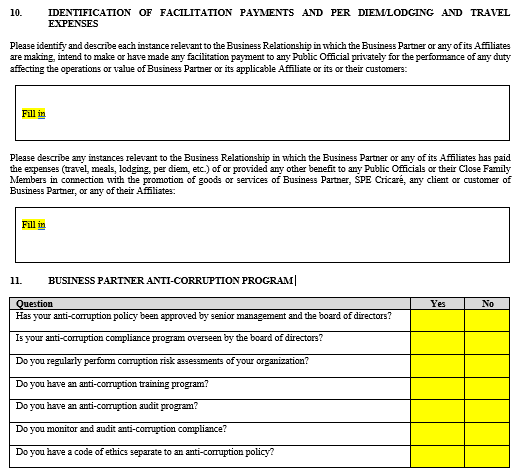 10. IDENTIFICATION OF FACILITATION PAYMENTS AND PER DIEM/LODGING AND TRAVEL
EXPENSES
Please identify and describe each instance relevant to the Business Relationship in which the Business Partner or any of its Affiliates
are making, intend to make or have made any facilitation payment to any Public Official privately for the performance of any duty
affecting the operations or value of Business Partner or its applicable Affiliate or its or their customers:
Fill in
Please describe any instances relevant to the Business Relationship in which the Business Partner or any of its Affiliates has paid
the expenses (travel, meals, lodging, per diem, etc.) of or provided any other benefit to any Public Officials or their Close Family
Members in connection with the promotion of goods or services of Business Partner, SPE Cricaré, any client or customer of
Business Partner, or any of their Affiliates:
Fill in
11. BUSINESS PARTNER ANTI-CORRUPTION PROGRAM
Question Yes No
Has your anti-corruption policy been approved by senior management and the board of directors?
Is your anti-corruption compliance program overseen by the board of directors?
Do you regularly perform corruption risk assessments of your organization?
Do you have an anti-corruption training program?
Do you have an anti-corruption audit program?
Do you monitor and audit anti-corruption compliance?
Do you have a code of ethics separate to an anti-corruption policy?